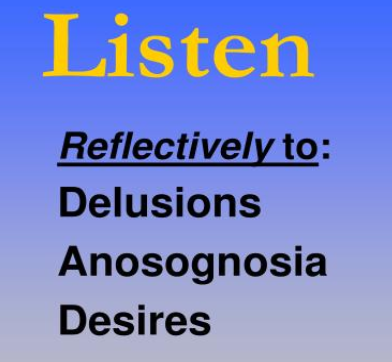 Listen
Reflectively to:
Delusions
Anosognosia
Desires